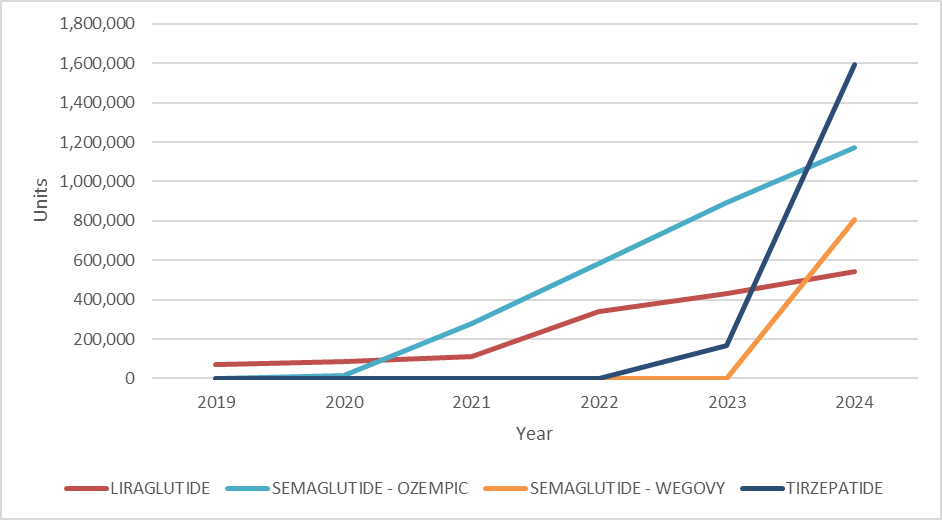 1,800,000
1,600,000
1,400,000
1,200,000
1,000,000
800,000
600,000
400,000
200,000
0
Units
2019 2020 2021 2022 2023 2024
Year
LIRAGLUTIDE SEMAGLUTIDE - OZEMPIC SEMAGLUTIDE - WEGOVY TIRZEPATIDE